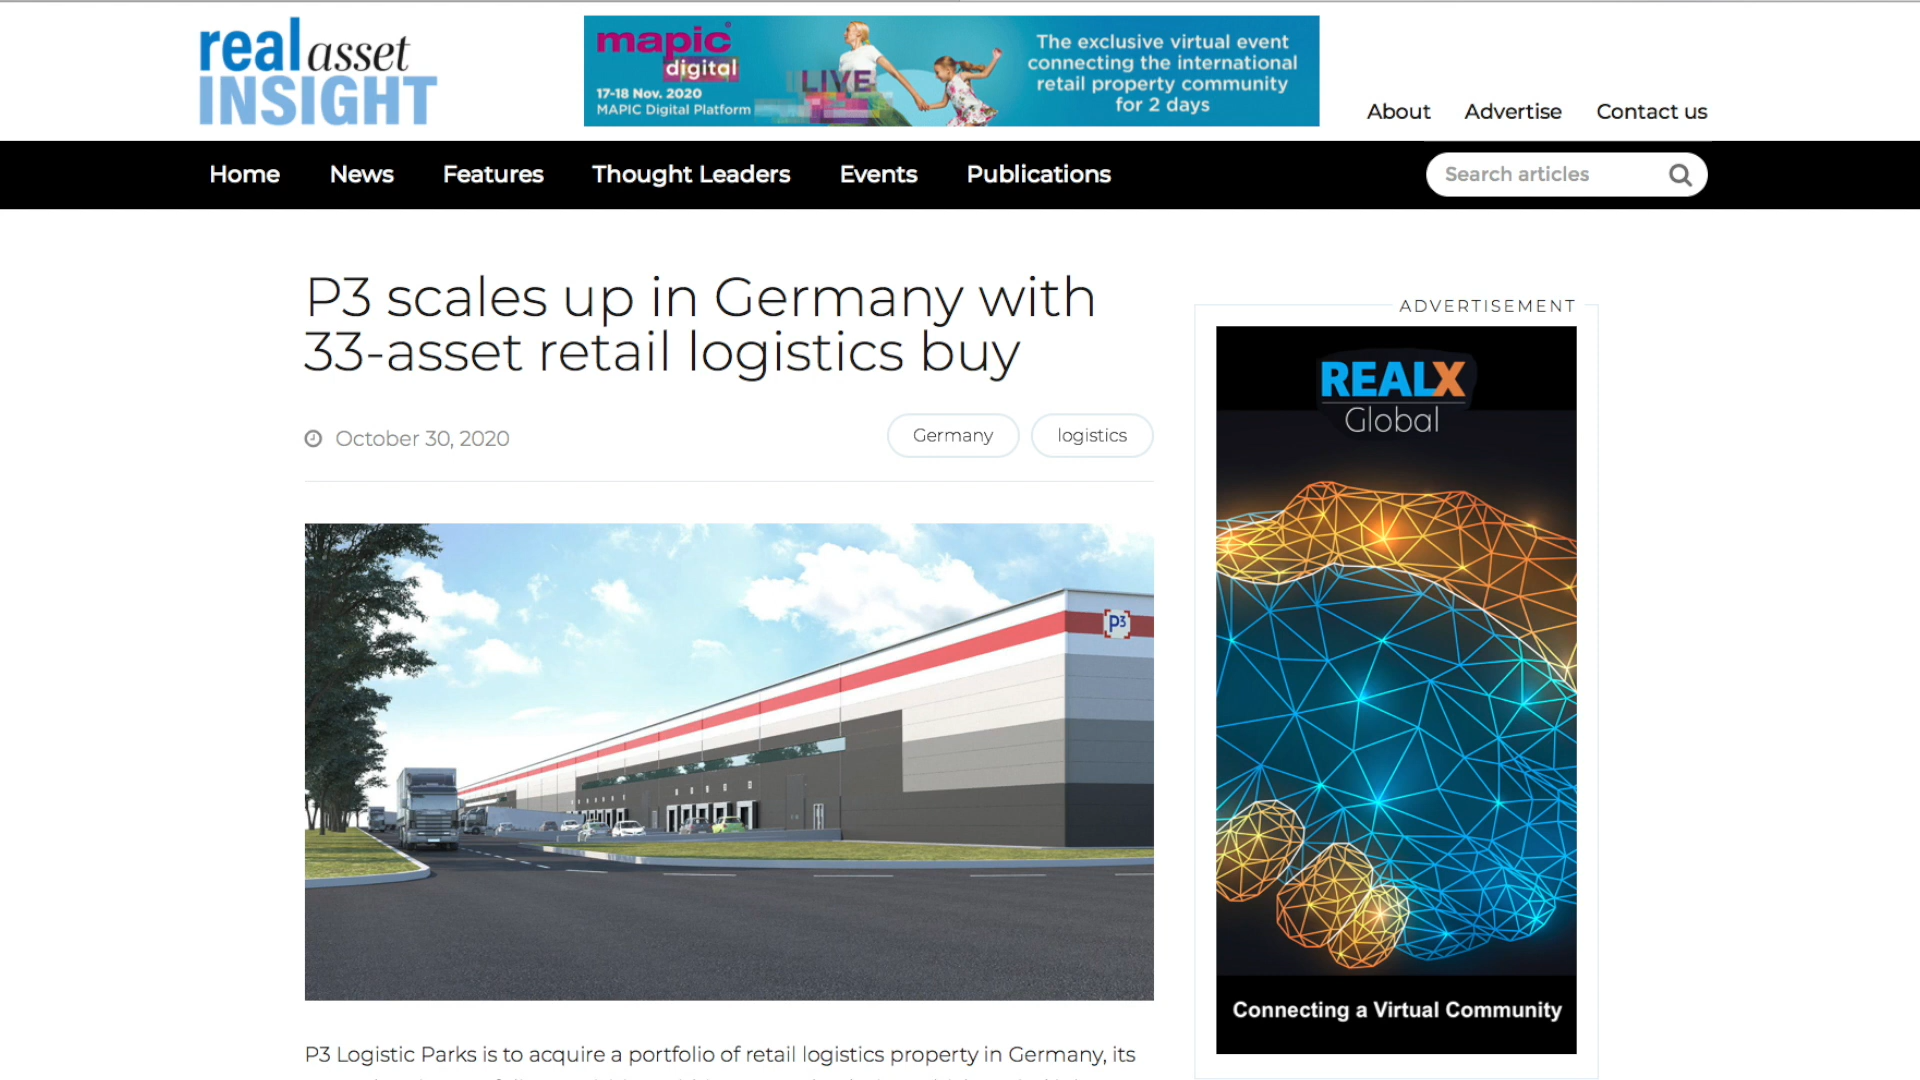 real asset
INSIGHT
mapic
digital
17-18 Nov. 2020
MAPIC Digital Platform
LIVE
The exclusive virtual event
connecting the international
retail property community
for 2 days
About Advertise Contact us
Home News Features Thought Leaders Events Publications
Search articles
P3 scales up in Germany with
33-asset retail logistics buy
October 30, 2020
Germany logistics
P3
P3 Logistic Parks is to acquire a portfolio of retail logistics property in Germany, its
ADVERTISEMENT
REALX
Global
Connecting a Virtual Community